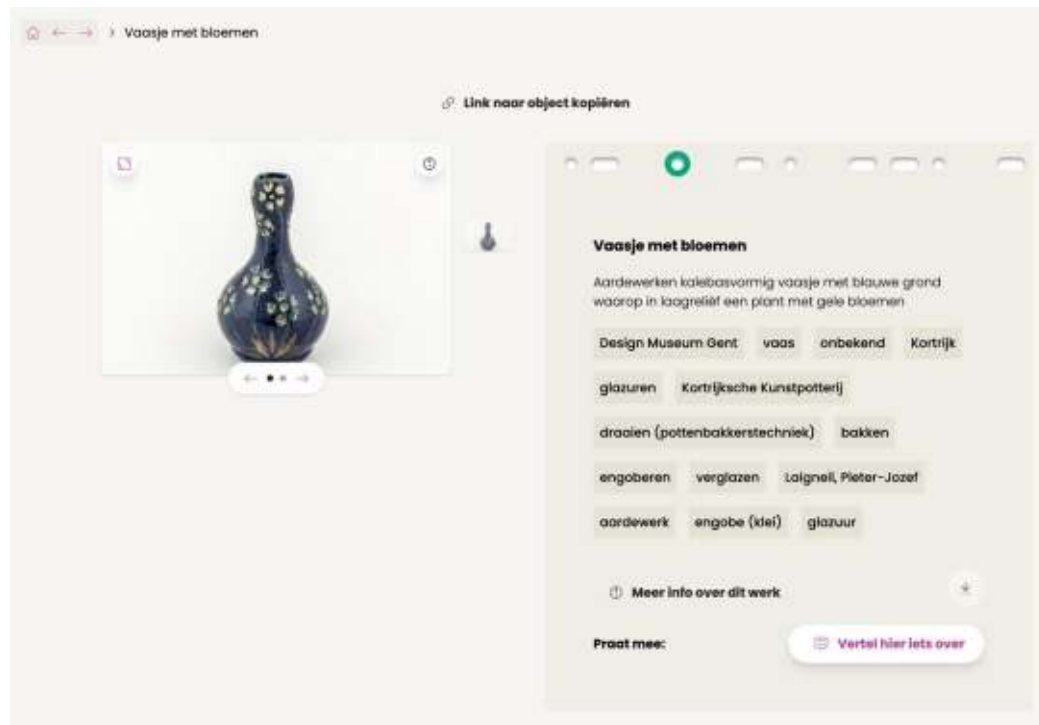 Vaasje met bloemen
Link naar object kopiëren
Vaasje met bloemen
Aardewerken kalebasvormig vaasje met blauwe grond
waarop in laagreliëf een plant met gele bloemen
Design Museum Gent vaas onbekend Kortrijk
glazuren Kortrijksche Kunstpotterij
draaien (pottenbakkerstechniek) bakken
engoberen verglazen Laigneil, Pieter-Jozef
aardewerk engobe (klei) glazuur
Meer info over dit werk
Praat mee: Vertel hier iets over